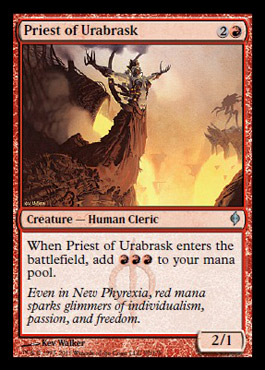 Priest of Urabrask 2
Creature — Human Cleric
When Priest of Urabrask enters the
battlefield, add to your mana
pool.
Even in New Phyrexia, red mana
sparks glimmers of individualism,
passion, and freedom.
2/1
Kev Walker